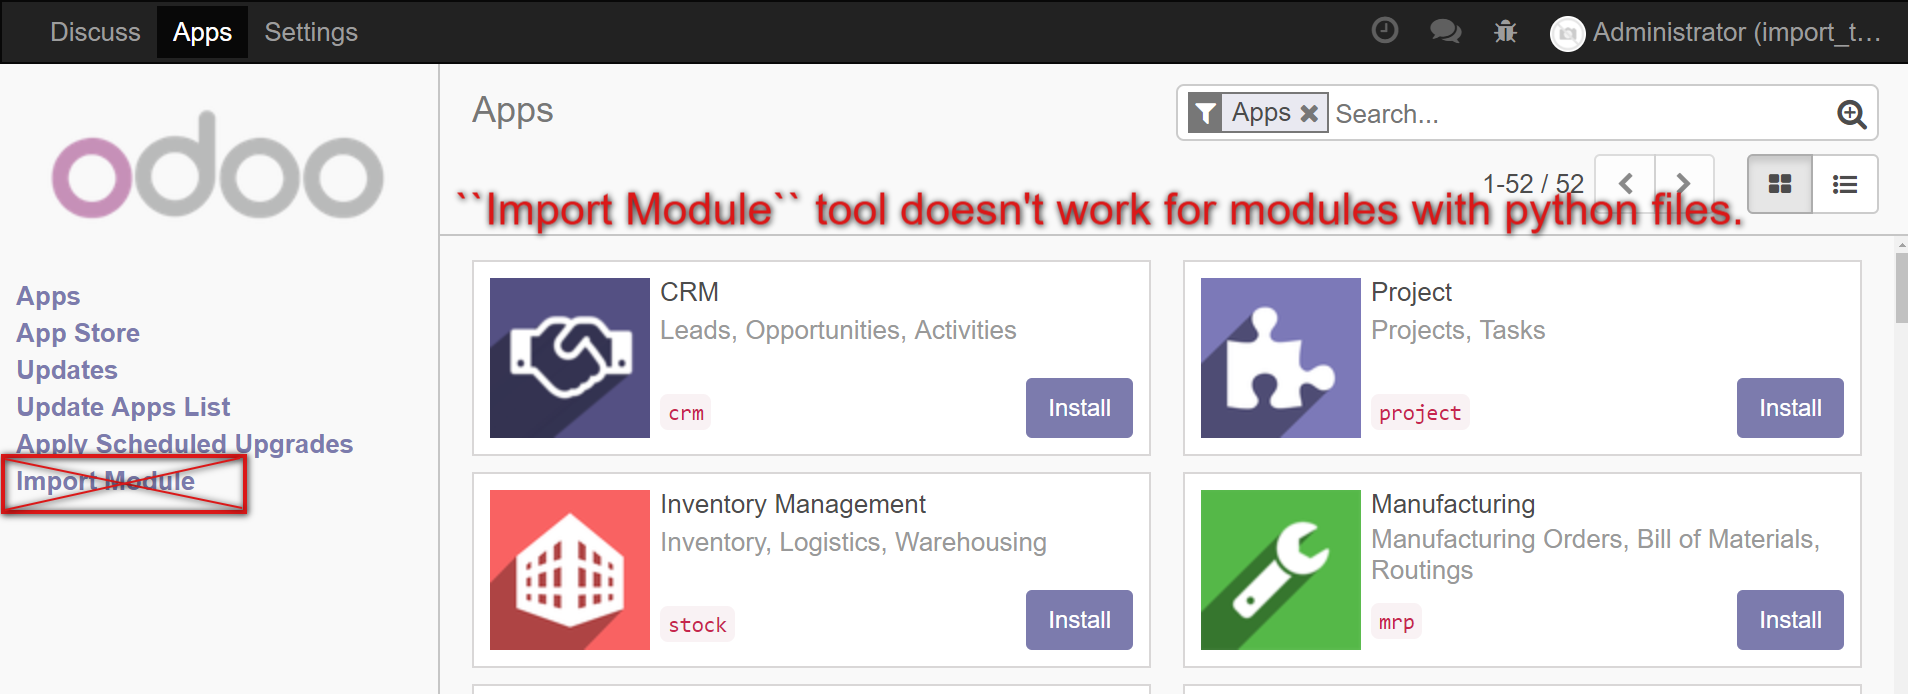 Discuss Apps Settings Administrator (import_t...
odoo
Apps
App Store
Updates
Update Apps List
Apply Scheduled Upgrades
Import Module
Apps
Apps Search...
1-52 / 52
``Import Module`` tool doesn't work for modules with python files.
CRM
Leads, Opportunities, Activities
crm
Install
Project
Projects, Tasks
project
Install
Inventory Management
Inventory, Logistics, Warehousing
stock
Install
Manufacturing
Manufacturing Orders, Bill of Materials,
Routings
mrp
Install